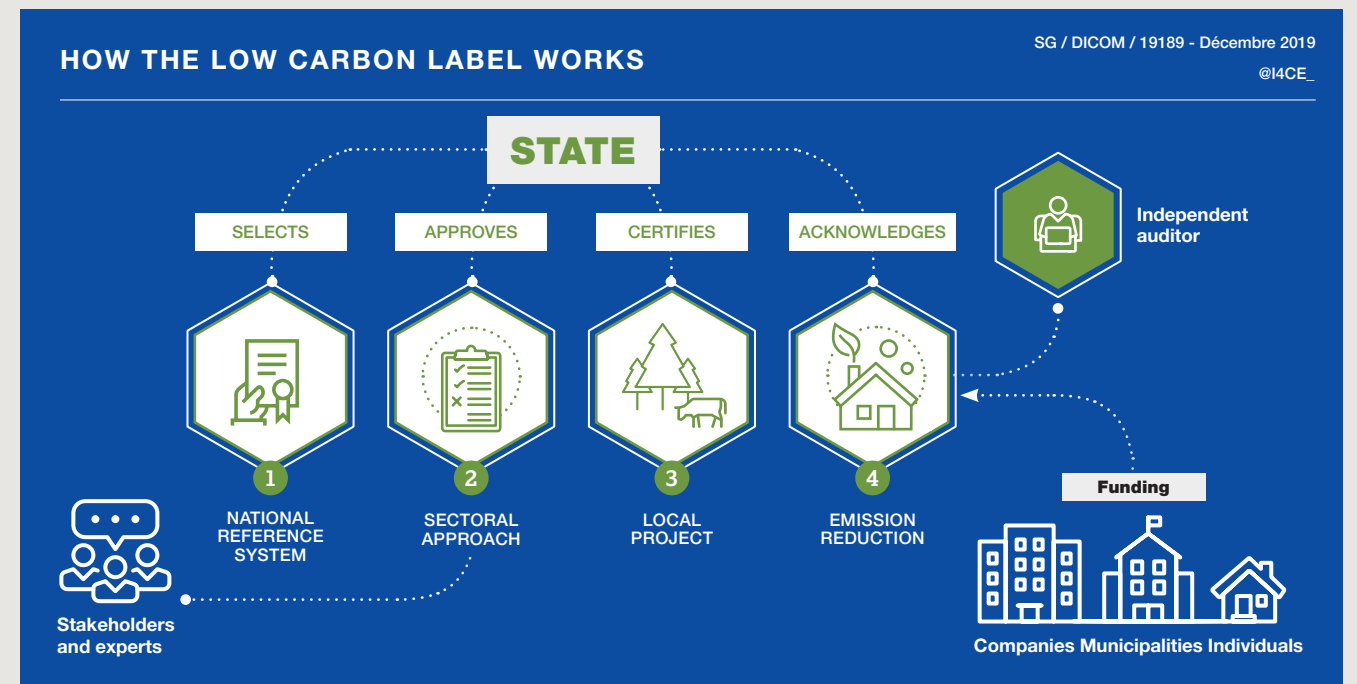 HOW THE LOW CARBON LABEL WORKS
SG / DICOM / 19189 - Décembre 2019
@I4CE_
STATE
SELECTS
APPROVES
CERTIFIES
ACKNOWLEDGES
Independent
auditor
1
2
3
4
NATIONAL
REFERENCE
SYSTEM
SECTORAL
APPROACH
LOCAL
PROJECT
EMISSION
REDUCTION
Funding
Stakeholders
and experts
Companies Municipalities Individuals